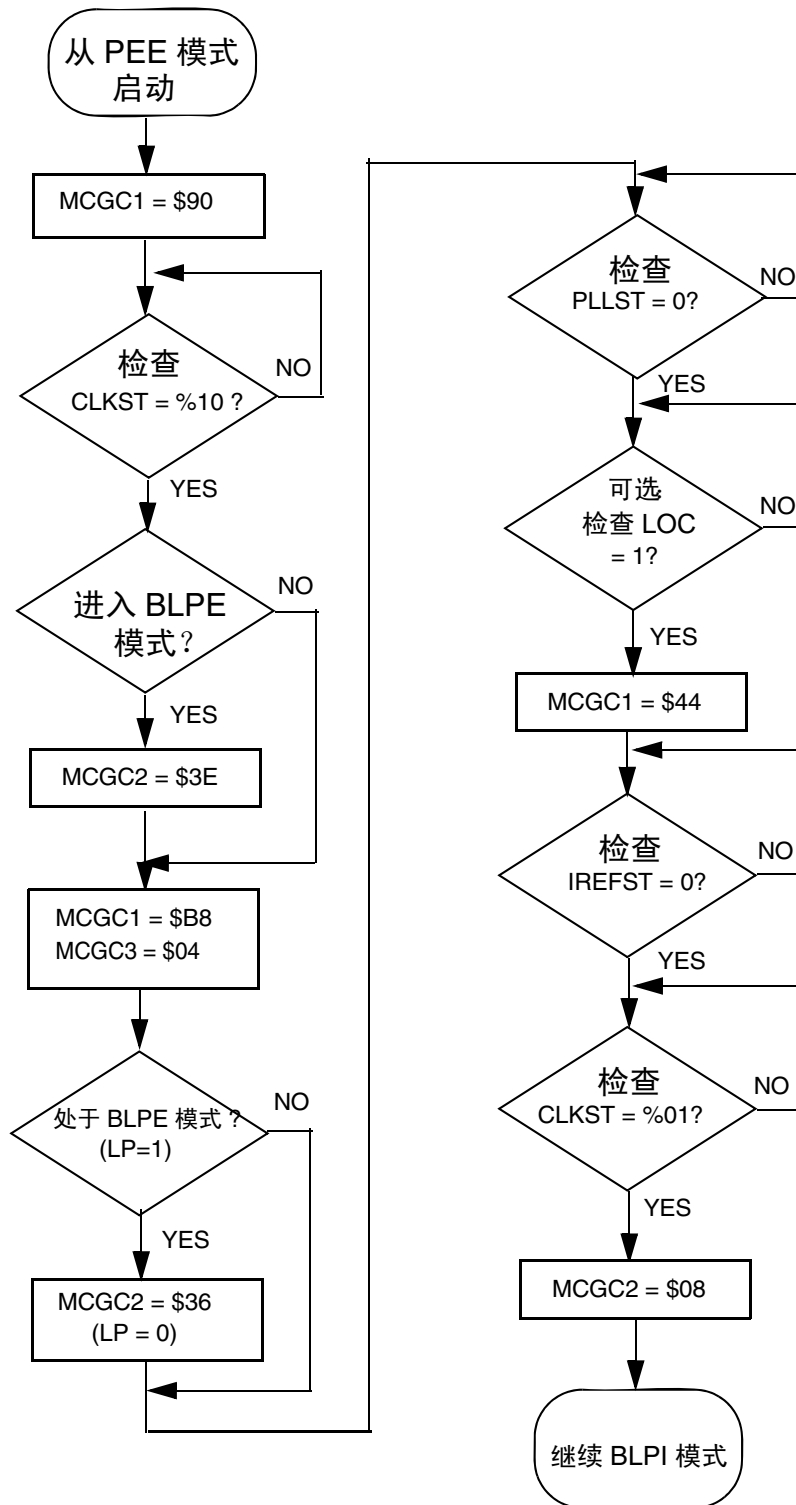 从 PEE 模式
启动
MCGC1 = $90
检查
CLKST = %10 ?
NO
YES
进入 BLPE
模式？
NO
YES
MCGC2 = $3E
MCGC1 = $B8
MCGC3 = $04
处于 BLPE 模式 ?
(LP=1)
NO
YES
MCGC2 = $36
(LP = 0)
检查
PLLST = 0?
NO
YES
可选
检查 LOC
= 1?
NO
YES
MCGC1 = $44
检查
IREFST = 0?
NO
YES
检查
CLKST = %01?
NO
YES
MCGC2 = $08
继续 BLPI 模式